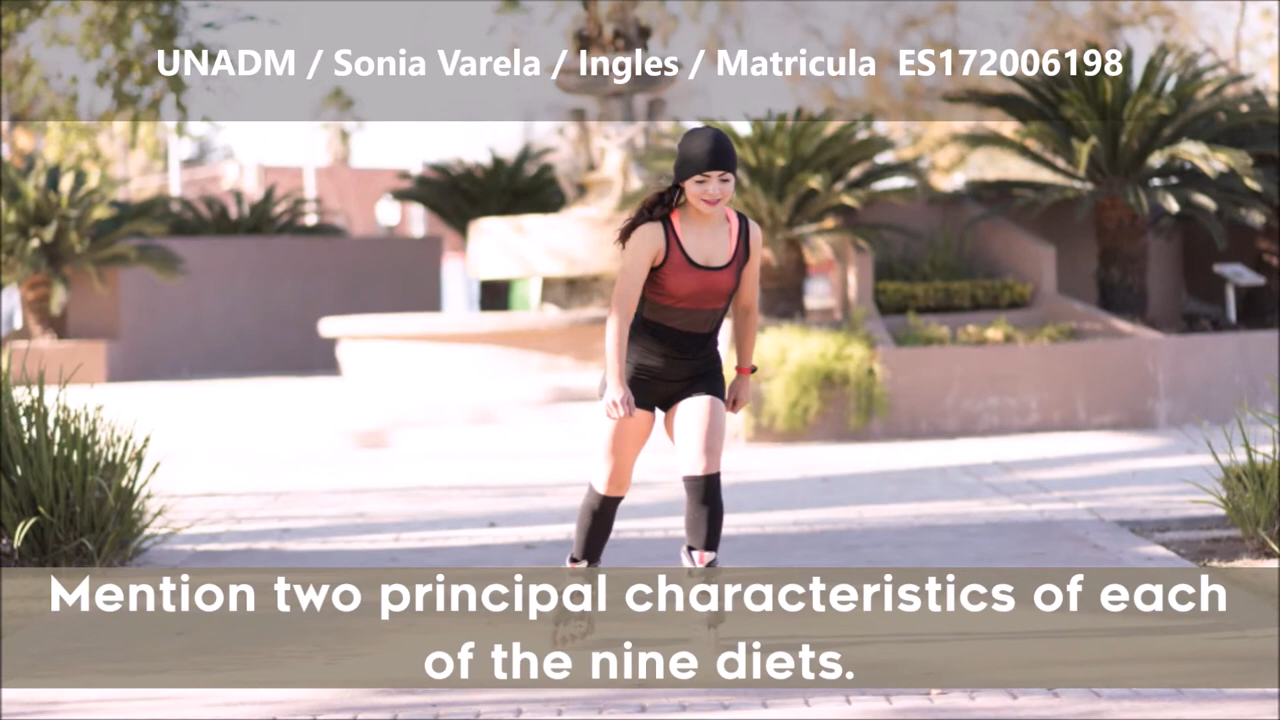 UNADM / Sonia Varela / Ingles / Matricula ES172006198
Mention two principal characteristics of each
of the nine diets.